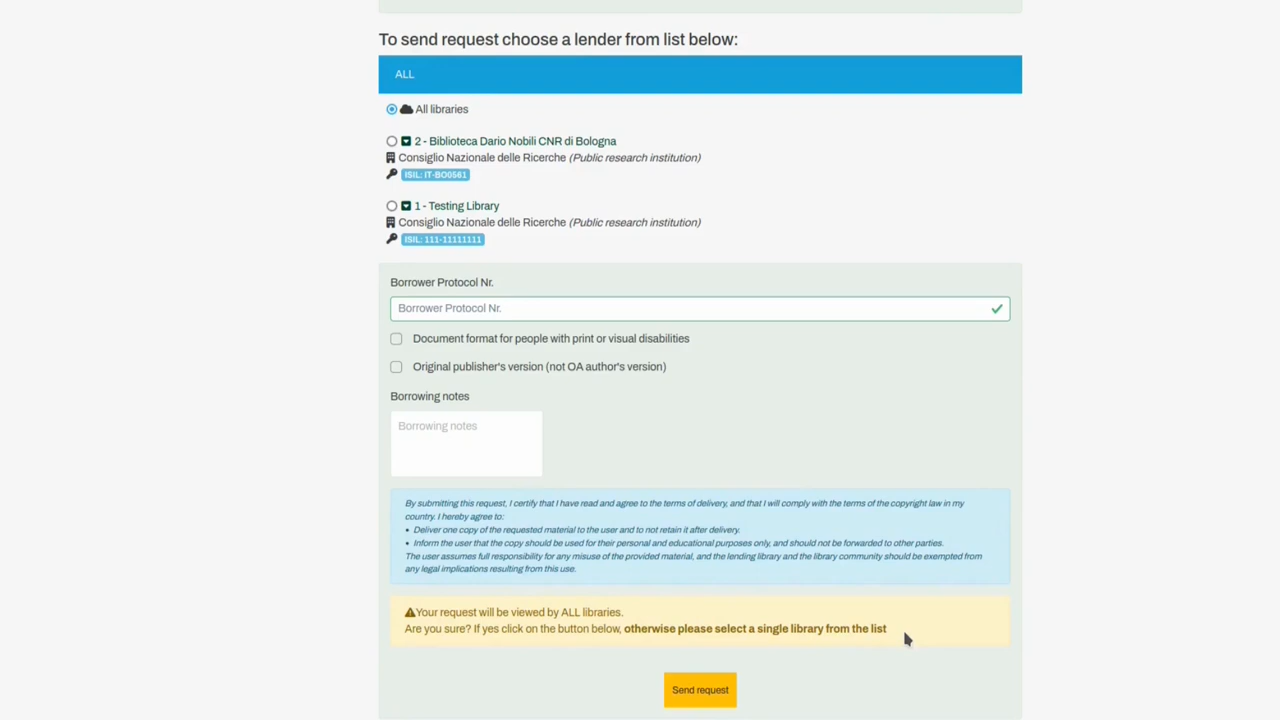 To send request choose a lender from list below:
ALL
All libraries
2 - Biblioteca Dario Nobili CNR di Bologna
Consiglio Nazionale delle Ricerche (Public research institution)
ISIL: IT-BO0561
1 - Testing Library
Consiglio Nazionale delle Ricerche (Public research institution)
ISIL: 111-11111111
Borrower Protocol Nr.
Borrower Protocol Nr.
Document format for people with print or visual disabilities
Original publisher's version (not OA author's version)
Borrowing notes
Borrowing notes
By submitting this request, I certify that I have read and agree to the terms of delivery, and that I will comply with the terms of the copyright law in my
country. I hereby agree to:
• Deliver one copy of the requested material to the user and to not retain it after delivery.
• Inform the user that the copy should be used for their personal and educational purposes only, and should not be forwarded to other parties.
The user assumes full responsibility for any misuse of the provided material, and the lending library and the library community should be exempted from
any legal implications resulting from this use.
Your request will be viewed by ALL libraries.
Are you sure? If yes click on the button below, otherwise please select a single library from the list
Send request